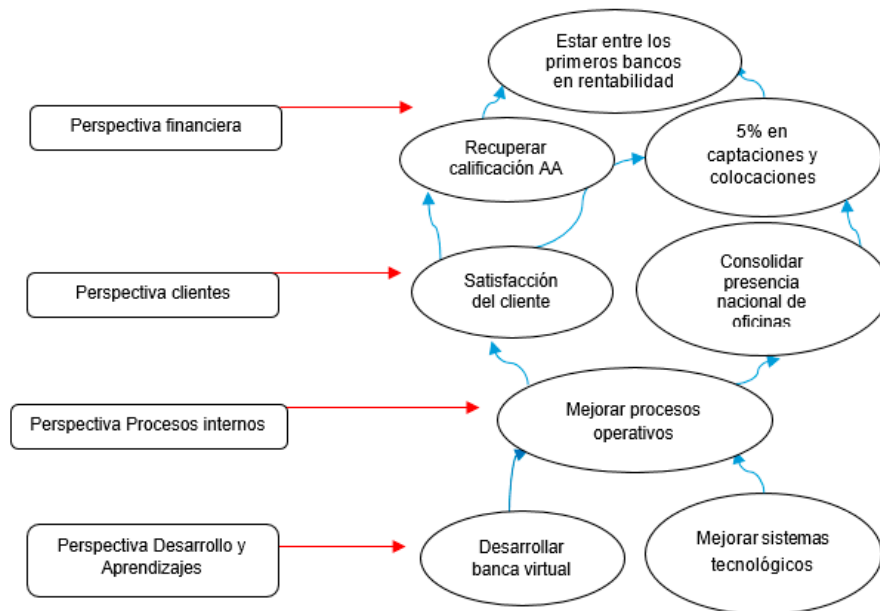 Estar entre los
primeros bancos
en rentabilidad
Perspectiva financiera
Recuperar
calificación AA
5% en
captaciones y
colocaciones
Perspectiva clientes
Satisfacción
del cliente
Consolidar
presencia
nacional de
oficinas
Perspectiva Procesos internos
Mejorar procesos
operativos
Perspectiva Desarrollo y
Aprendizajes
Desarrollar
banca virtual
Mejorar sistemas
tecnológicos